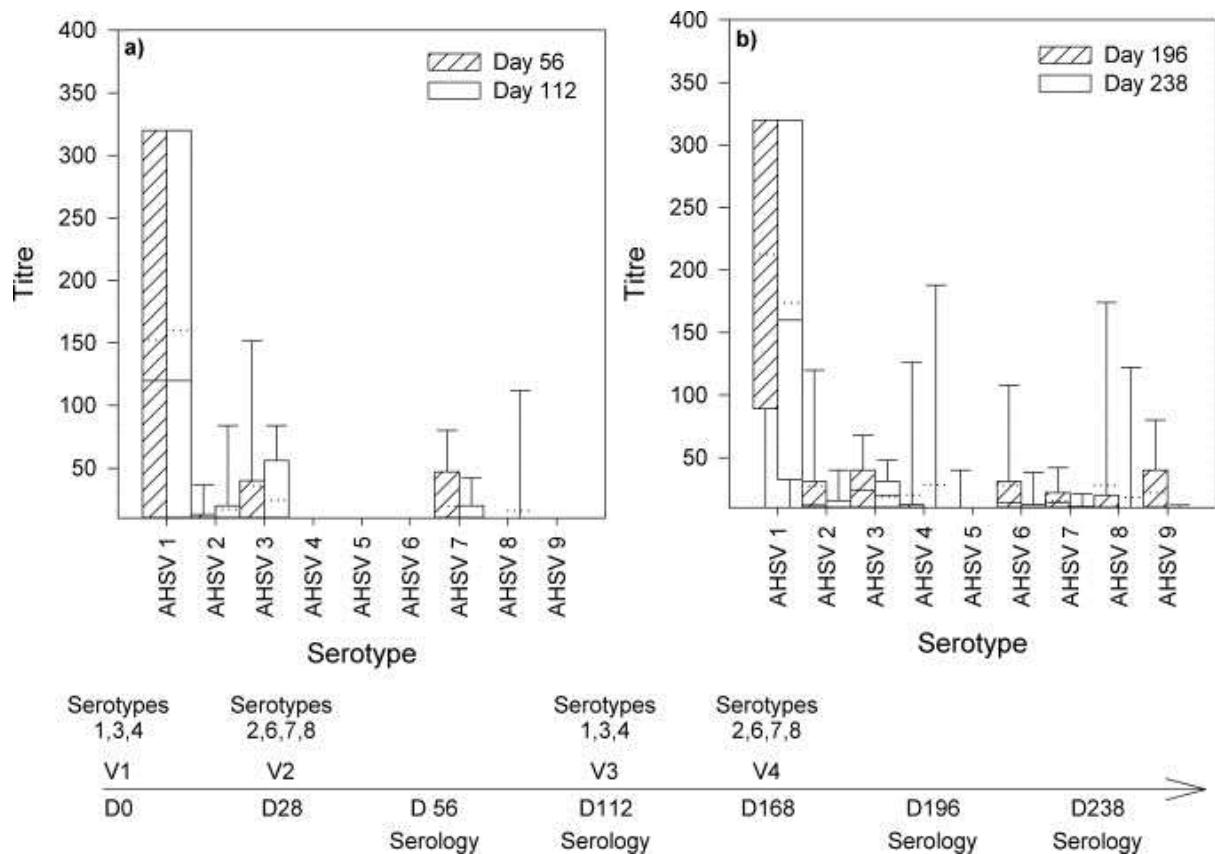 a)
Day 56
Day 112
400
350
300
250
200
150
100
50
Titre
AHSV 1
AHSV 2
AHSV 3
AHSV 4
AHSV 5
AHSV 6
AHSV 7
AHSV 8
AHSV 9
Serotype
b)
Day 196
Day 238
400
350
300
250
200
150
100
50
Titre
AHSV 1
AHSV 2
AHSV 3
AHSV 4
AHSV 5
AHSV 6
AHSV 7
AHSV 8
AHSV 9
Serotype
Serotypes Serotypes Serotypes Serotypes
1,3,4 2,6,7,8 1,3,4 2,6,7,8
V1 V2 V3 V4
D0 D28 D 56 D112 D168 D196 D238
Serology Serology Serology Serology